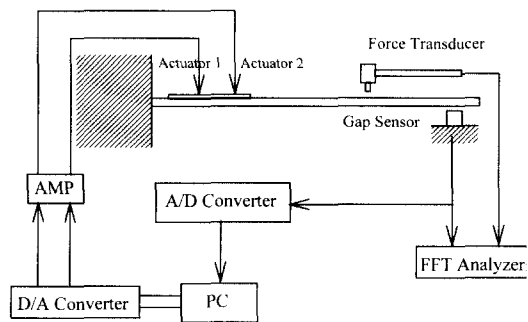 Force Transducer
Actuator 1
Actuator 2
Gap Sensor
AMP
A/D Converter
FFT Analyzer
D/A Converter
PC